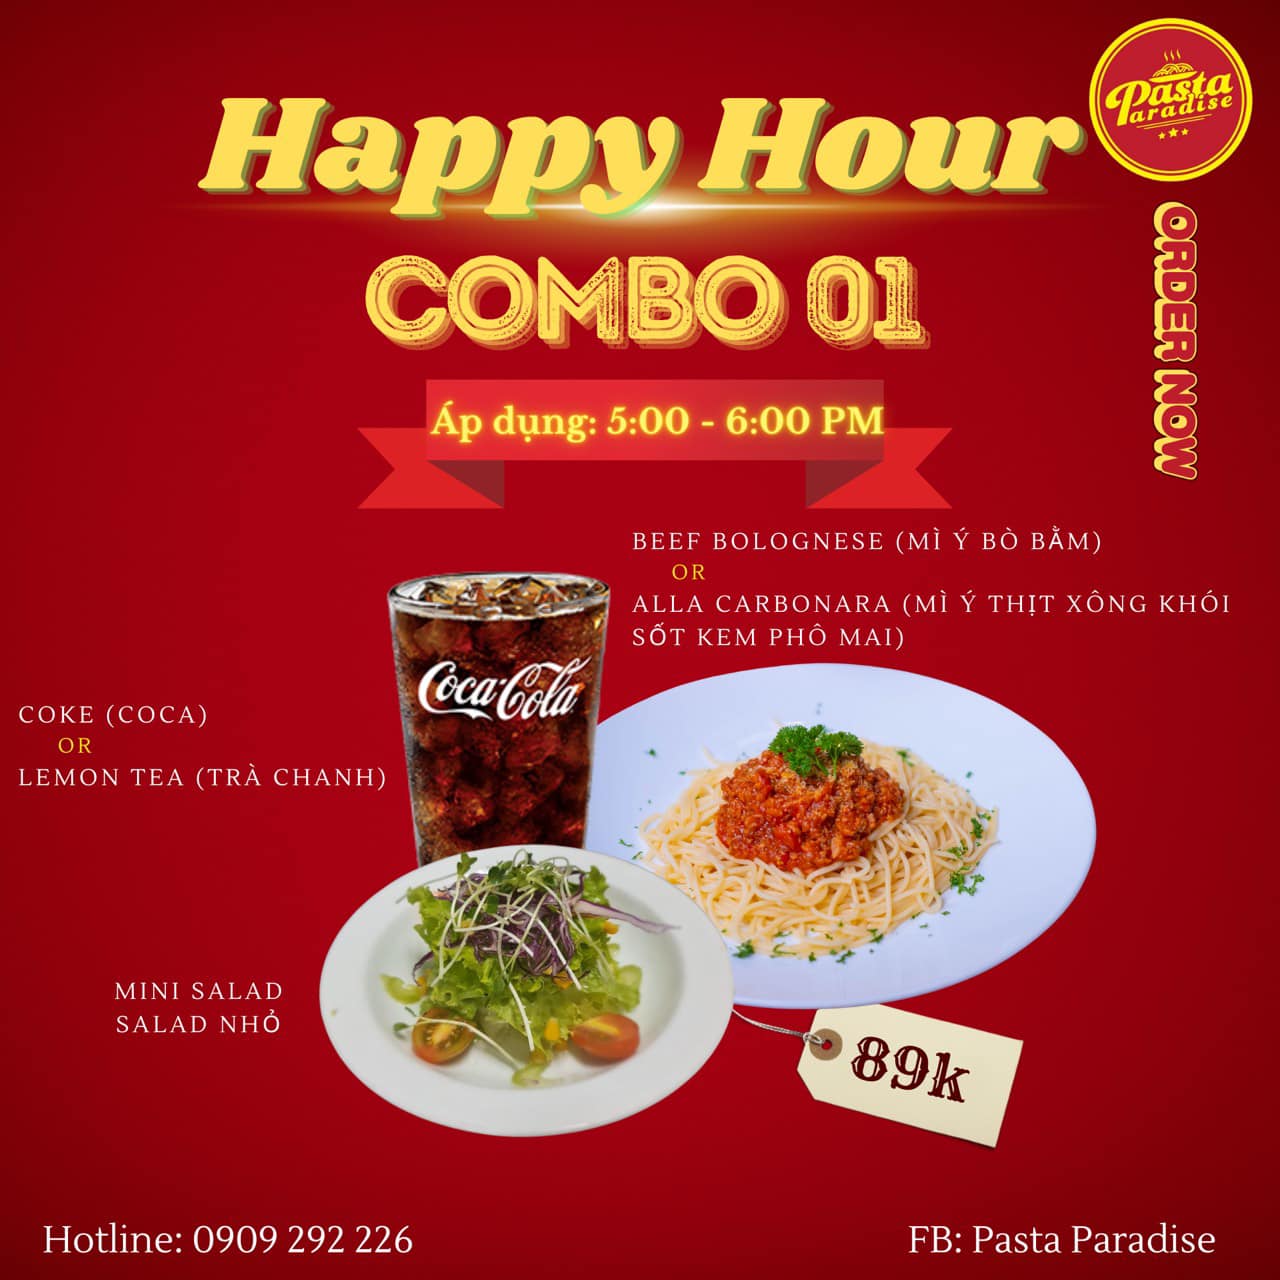 Happy Hour
Pasta
Paradise
COMBO 01
ORDER NOW
Áp dụng: 5:00 - 6:00 PM
BEEF BOLOGNESE (MÌ Ý BÒ BẰM)
OR
ALLA CARBONARA (MÌ Ý THỊT XÔNG KHÓI
SỐT KEM PHÔ MAI)
Coca-Cola
COKE (COCA)
OR
LEMON TEA (TRÀ CHANH)
MINI SALAD
SALAD NHỎ
89k
Hotline: 0909 292 226
FB: Pasta Paradise